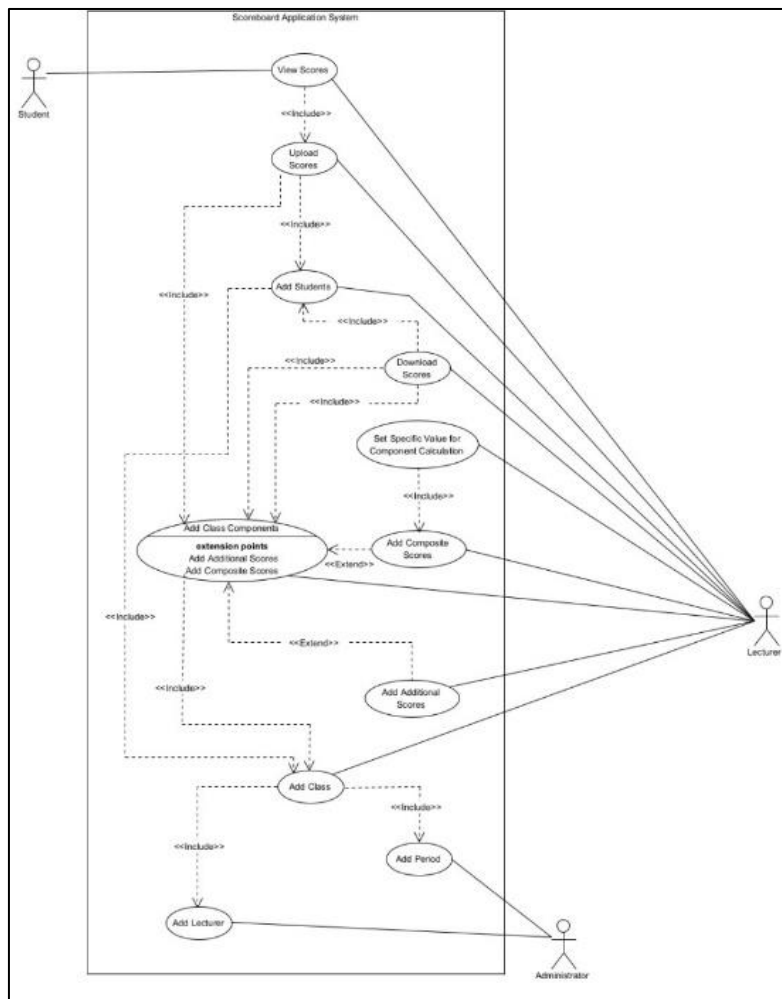 Scoreboard Application System
View Scores
Student
<<Include>>
Upload
Scores
<<Include>>
Add Students
<<Include>>
<<Include>>
<<Include>>
Download
Scores
<<Include>>
Set Specific Value for
Component Calculation
<<Include>>
Add Class Components
extension points
Add Additional Scores
Add Composite Scores
Add Composite
Scores
<<Extend>>
<<Include>>
<<Extend>>
Lecturer
<<Include>>
Add Additional
Scores
Add Class
<<Include>>
<<Include>>
Add Period
Add Lecturer
Administrator